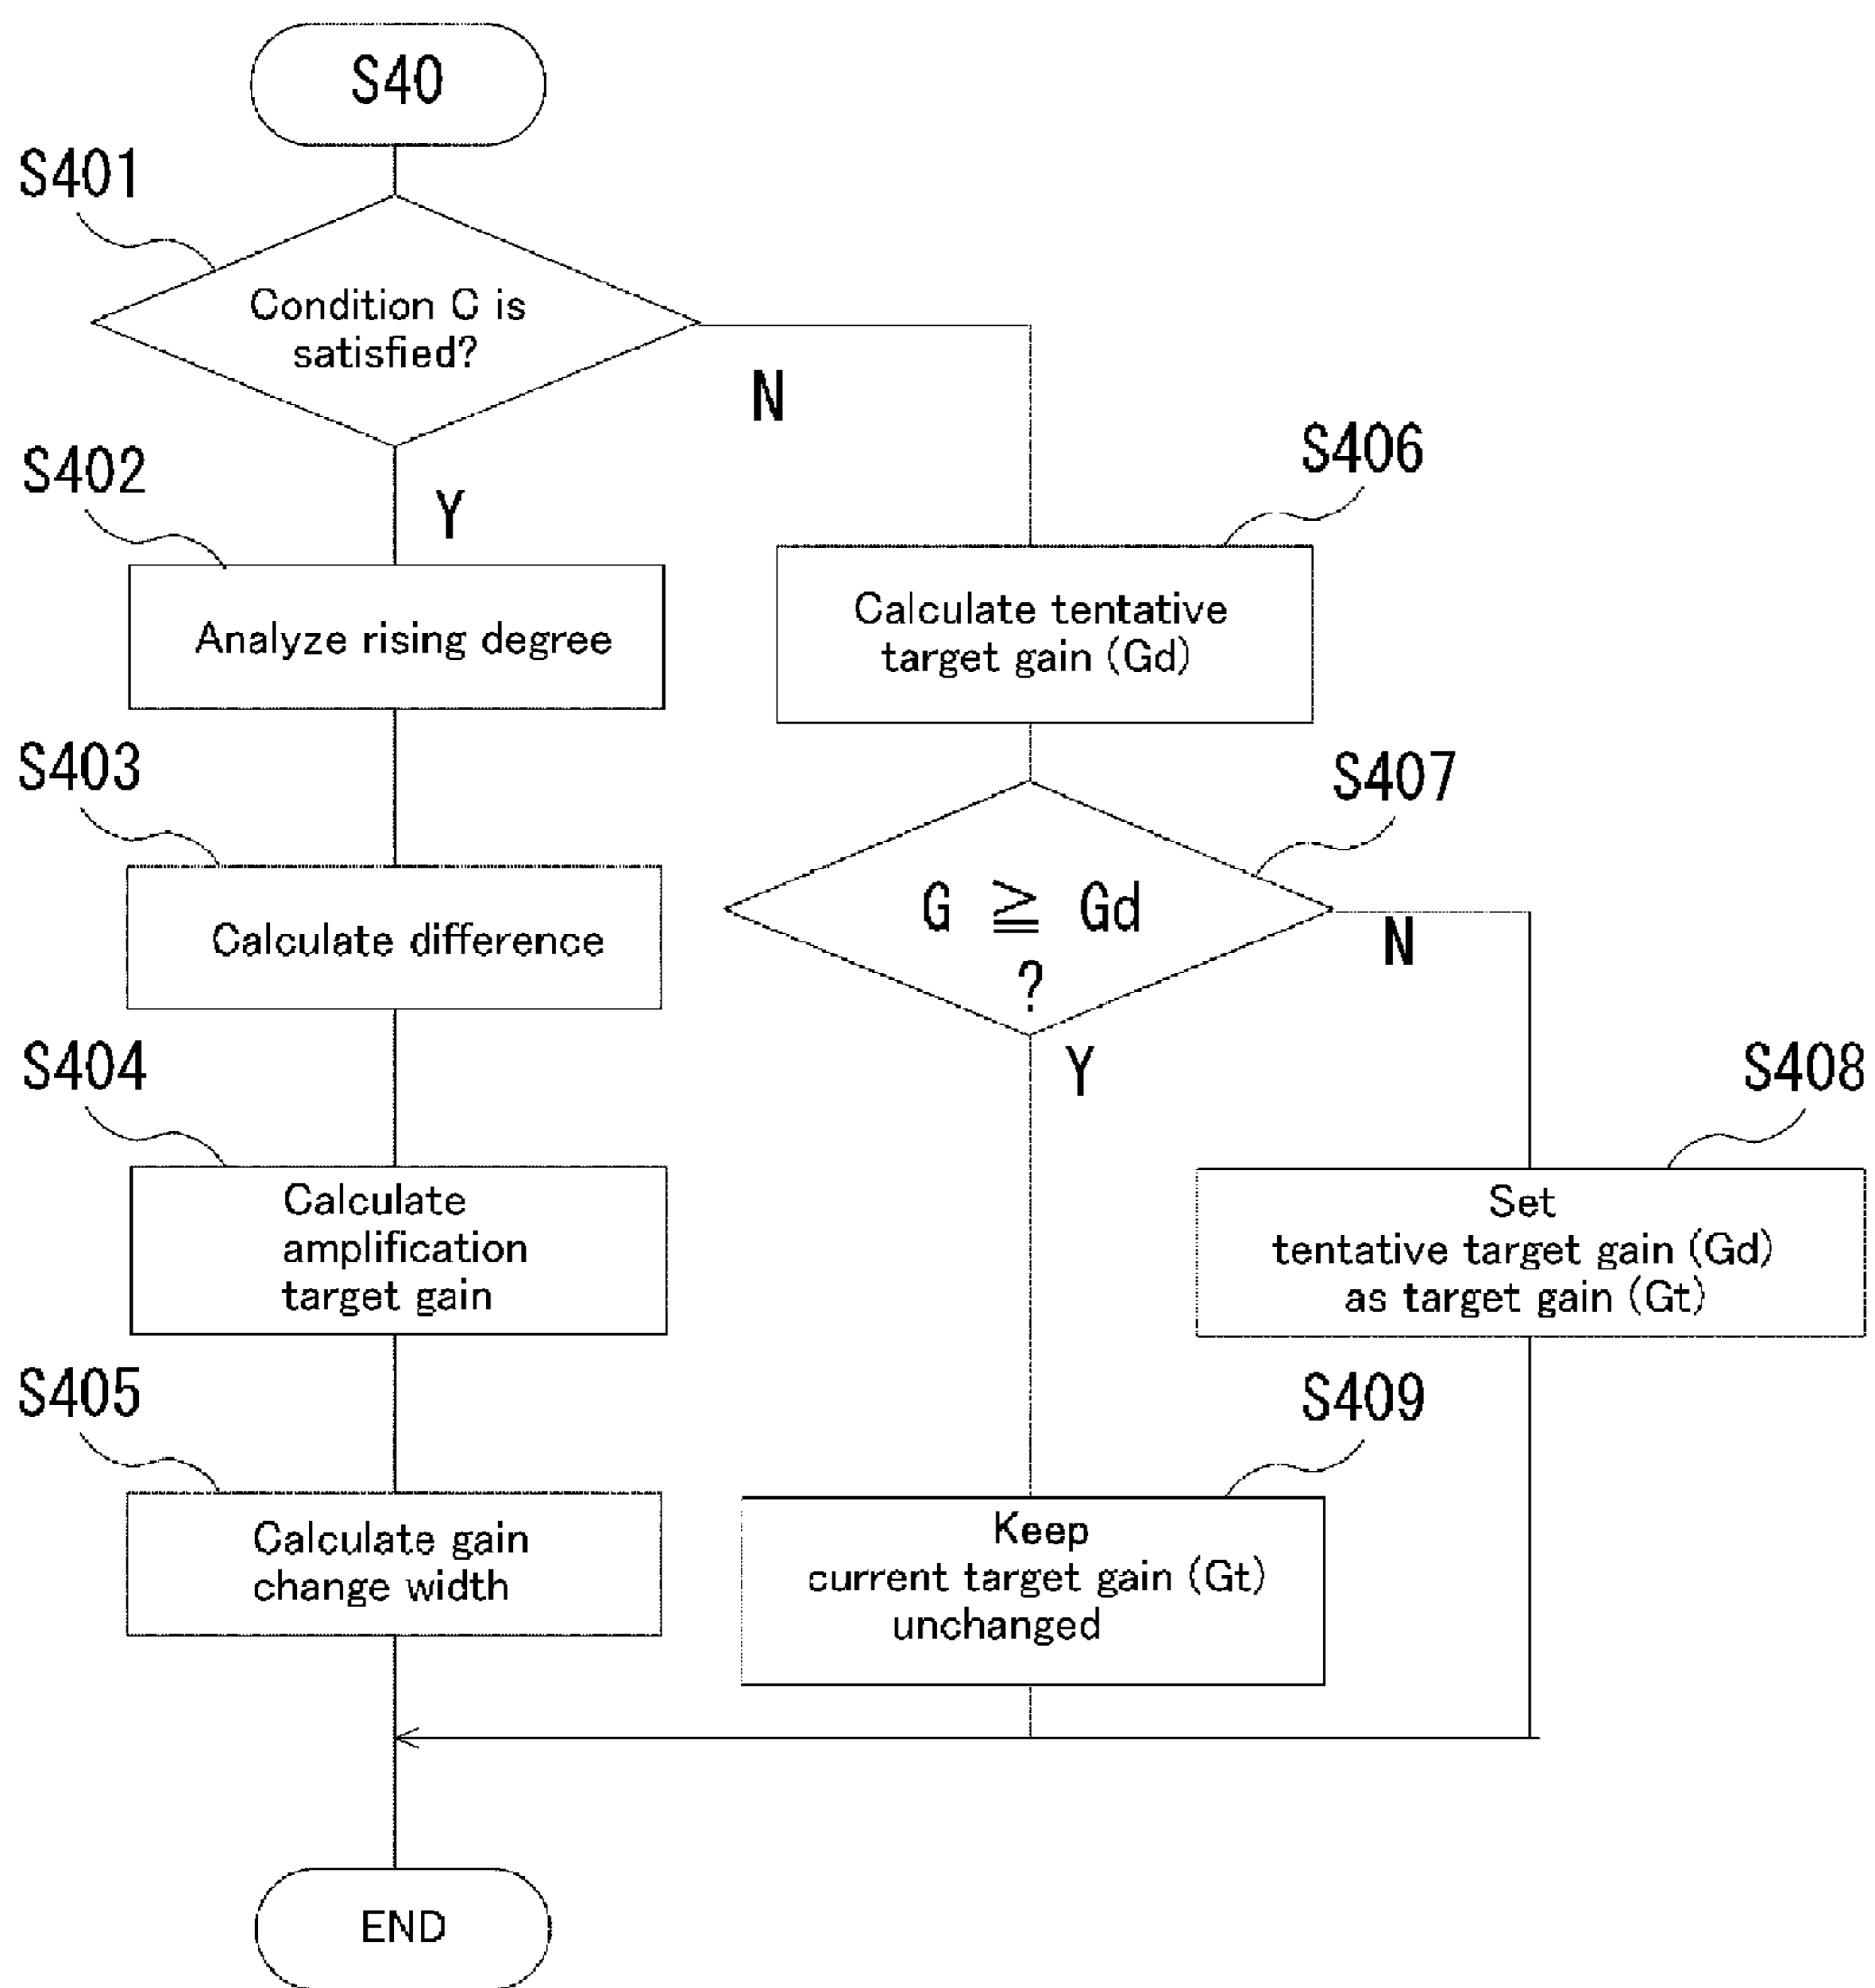 S40
S401
Condition C is
satisfied?
N
Y
S402
Analyze rising degree
S403
Calculate difference
S404
Calculate
amplification
target gain
S405
Calculate gain
change width
S406
Calculate tentative
target gain (Gd)
S407
G ≧ Gd
?
N
Y
S408
Set
tentative target gain (Gd)
as target gain (Gt)
S409
Keep
current target gain (Gt)
unchanged
END